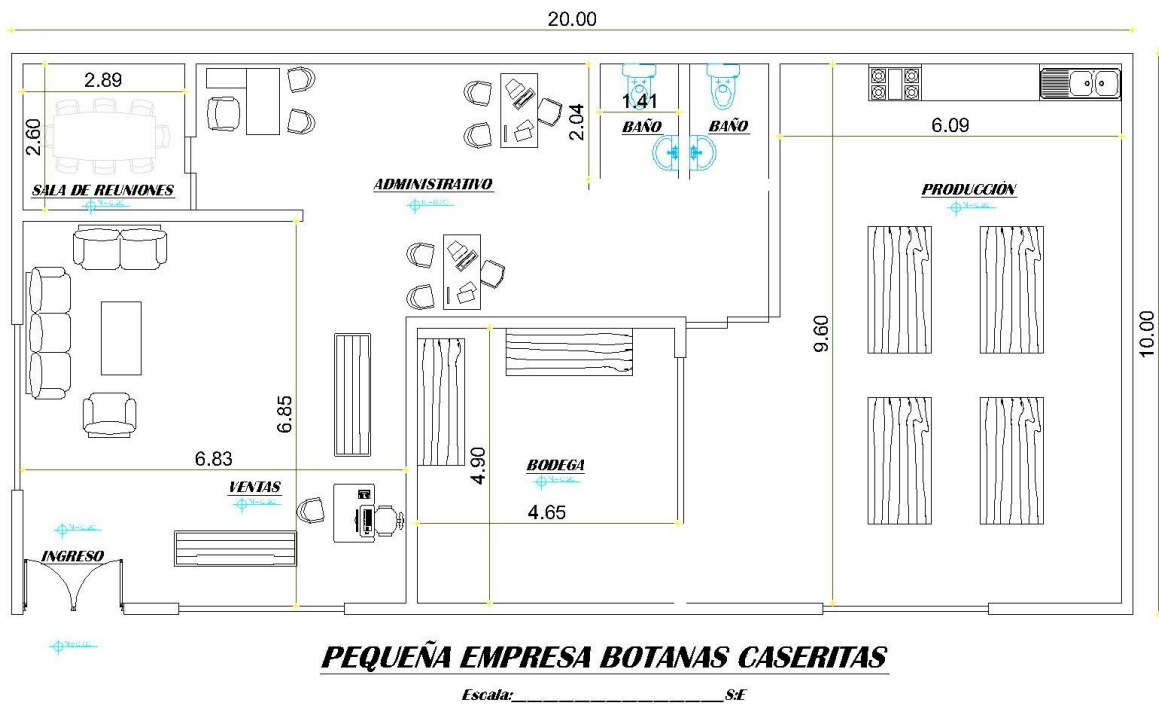 20.00
2.89
2.60
SALA DE REUNIONES
ADMINISTRATIVO
2.04
1.41
BAÑO
BAÑO
6.09
PRODUCCIÓN
9.60
10.00
6.85
6.83
VENTAS
4.90
BODEGA
4.65
INGRESO
PEQUEÑA EMPRESA BOTANAS CASERITAS
Escala:____________________________S:E